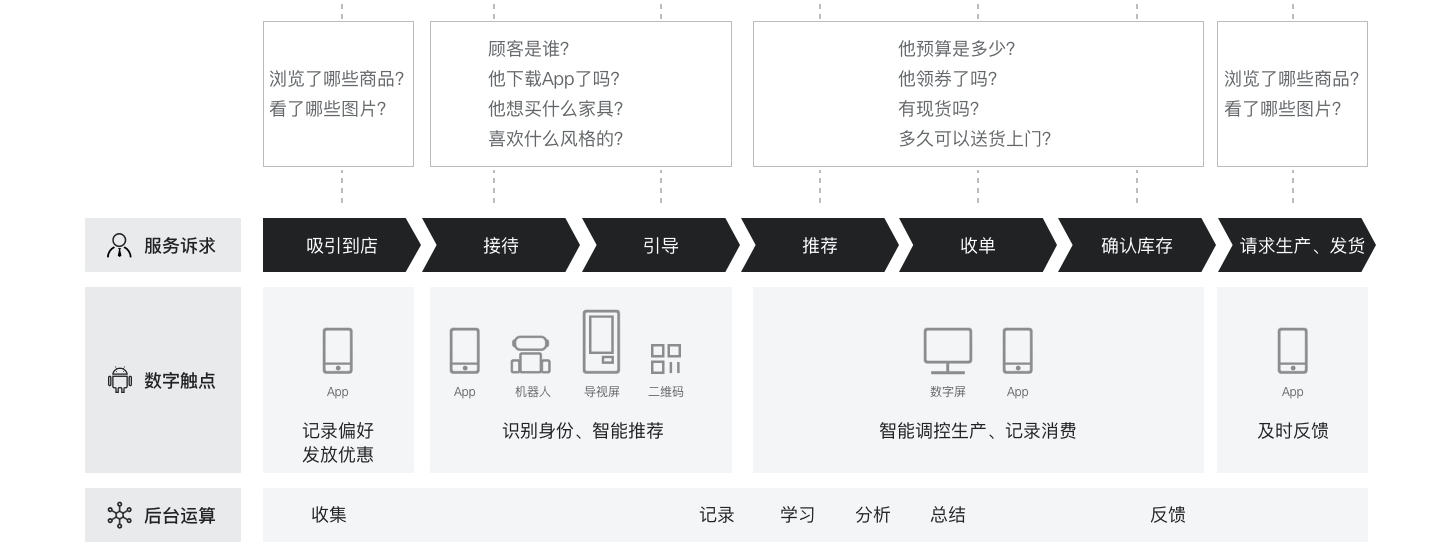 浏览了哪些商品?
看了哪些图片?
顾客是谁?
他下载App了吗?
他想买什么家具?
喜欢什么风格的?
他预算是多少?
他领券了吗?
有现货吗?
多久可以送货上门?
浏览了哪些商品?
看了哪些图片?
服务诉求
吸引到店
接待
引导
推荐
收单
确认库存
请求生产、发货
数字触点
App
记录偏好
发放优惠
App
机器人
导视屏
二维码
识别身份、智能推荐
数字屏
App
智能调控生产、记录消费
App
及时反馈
后台运算
收集
记录
学习
分析
总结
反馈